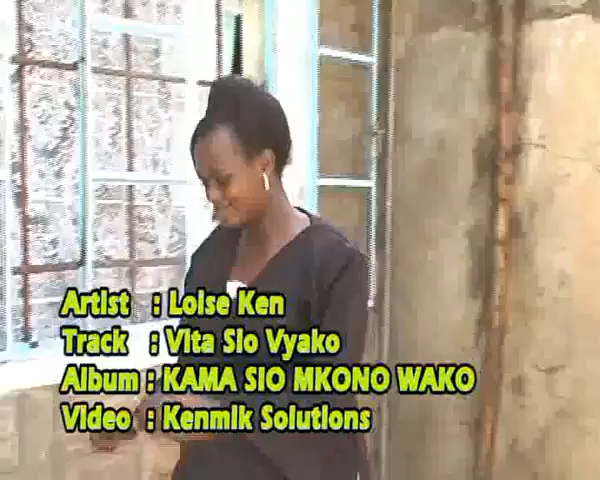 Artist : Loise Ken
Track : Vita Sio Vyako
Album : KAMA SIO MKONO WAKO
Video : Kenmik Solutions